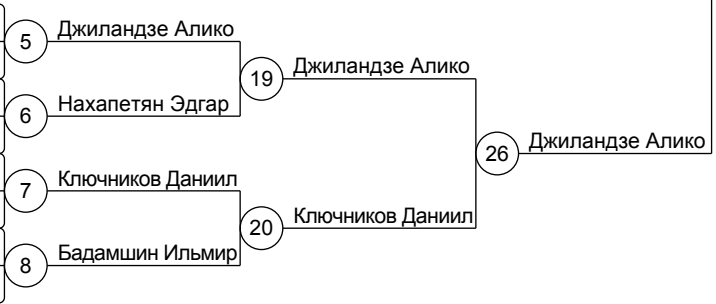 5 Джиландзе Алико
19 Джиландзе Алико
6 Нахапетян Эдгар
26 Джиландзе Алико
7 Ключников Даниил
20 Ключников Даниил
8 Бадамшин Ильмир